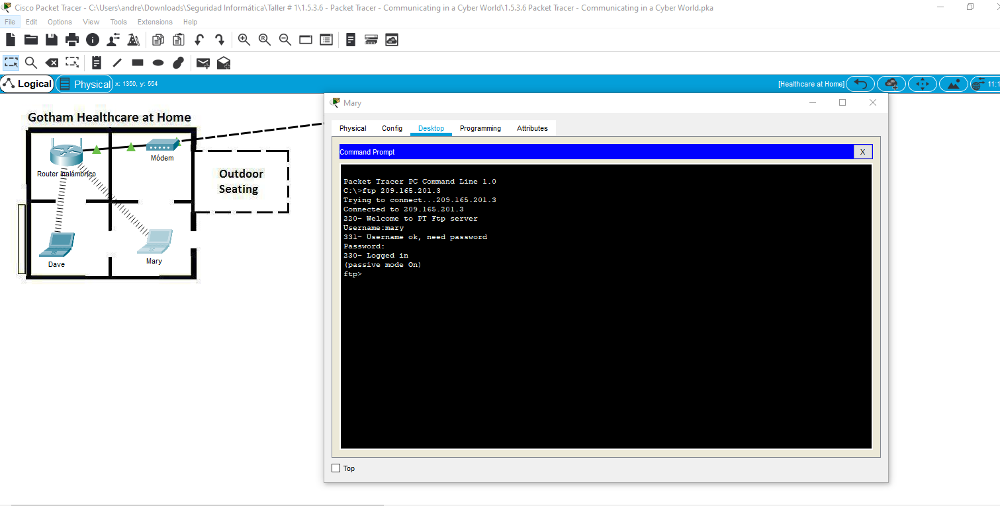 Cisco Packet Tracer - C:\Users\andre\Downloads\Seguridad Informática\Taller # 1\1.5.3.6 - Packet Tracer - Communicating in a Cyber World\1.5.3.6 Packet Tracer - Communicating in a Cyber World.pka
File Edit Options View Tools Extensions Help
Logical Physical x: 1350, y: 554 [Healthcare at Home] 11:1
Gotham Healthcare at Home
Módem
Router inalámbrico
Outdoor
Seating
Dave
Mary
Mary
Physical Config Desktop Programming Attributes
Command Prompt X
Packet Tracer PC Command Line 1.0
C:\>ftp 209.165.201.3
Trying to connect...209.165.201.3
Connected to 209.165.201.3
220- Welcome to PT Ftp server
Username:mary
331- Username ok, need password
Password:
230- Logged in
(passive mode On)
ftp>
Top